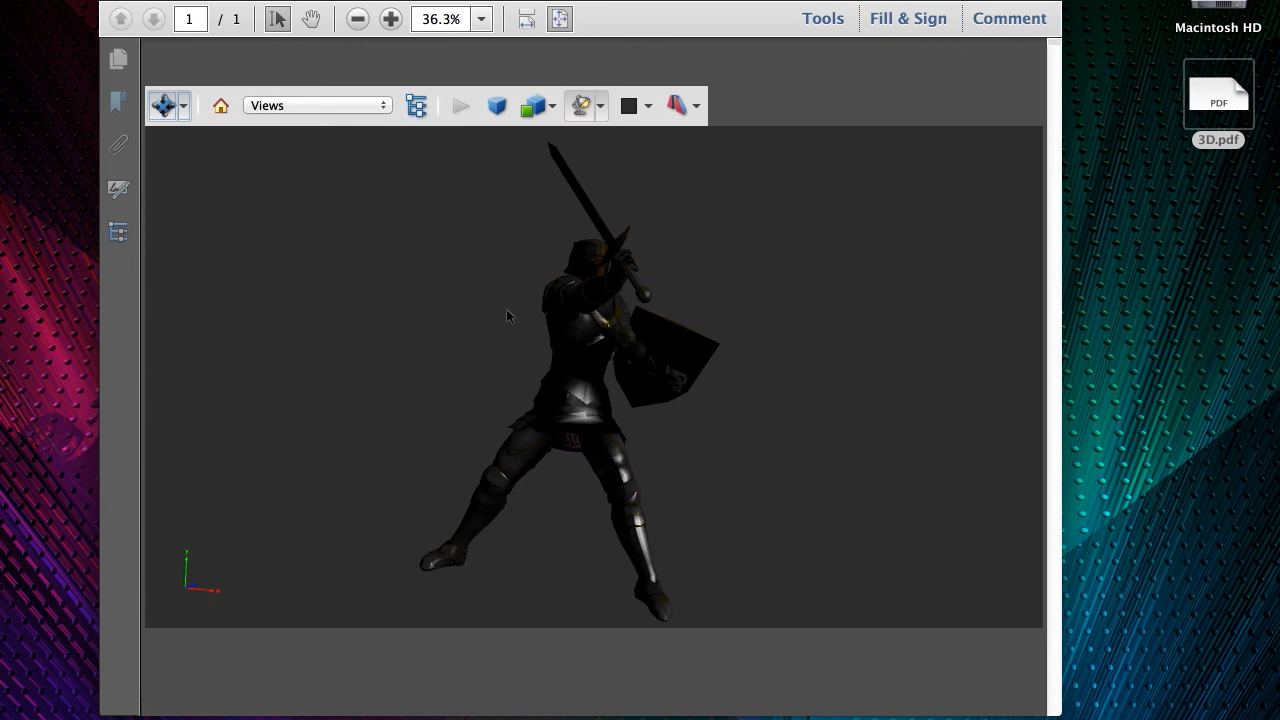 1 / 1 36.3% Tools Fill & Sign Comment
Macintosh HD
Views
PDF
3D.pdf